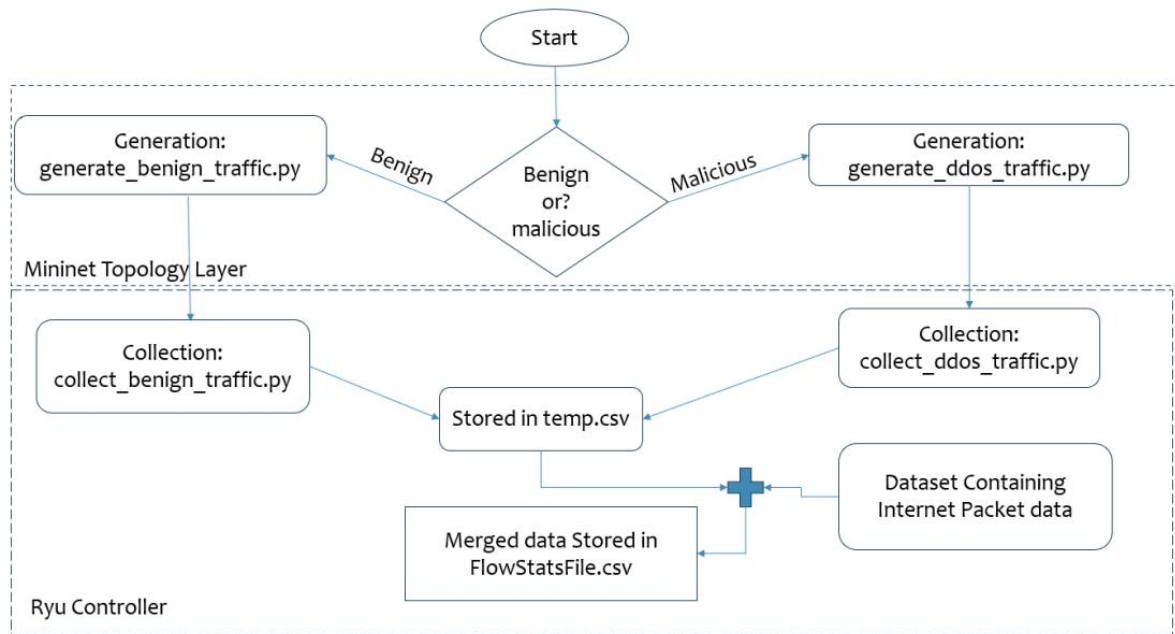 Start
Generation:
generate_benign_traffic.py
Benign
Benign
or?
malicious
Malicious
Generation:
generate_ddos_traffic.py
Mininet Topology Layer
Collection:
collect_benign_traffic.py
Collection:
collect_ddos_traffic.py
Stored in temp.csv
Dataset Containing
Internet Packet data
Merged data Stored in
FlowStatsFile.csv
Ryu Controller